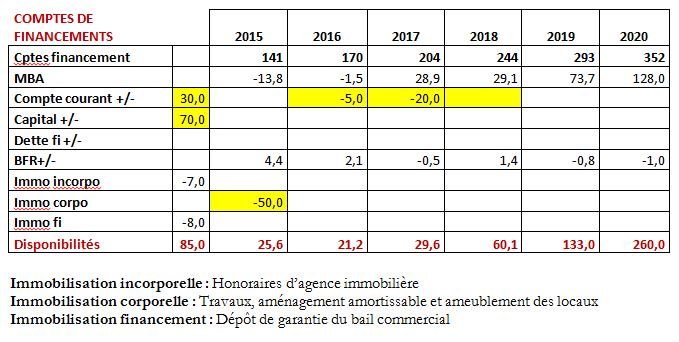 COMPTES DE
FINANCEMENTS 2015 2016 2017 2018 2019 2020
Cptes financement 141 170 204 244 293 352
MBA -13,8 -1,5 28,9 29,1 73,7 128,0
Compte courant +/- 30,0 -5,0 -20,0
Capital +/- 70,0
Dette fi +/-
BFR+/- 4,4 2,1 -0,5 1,4 -0,8 -1,0
Immo incorpo -7,0
Immo corpo -50,0
Immo fi -8,0
Disponibilités 85,0 25,6 21,2 29,6 60,1 133,0 260,0
Immobilisation incorporelle : Honoraires d'agence immobilière
Immobilisation corporelle : Travaux, aménagement amortissable et ameublement des locaux
Immobilisation financement : Dépôt de garantie du bail commercial